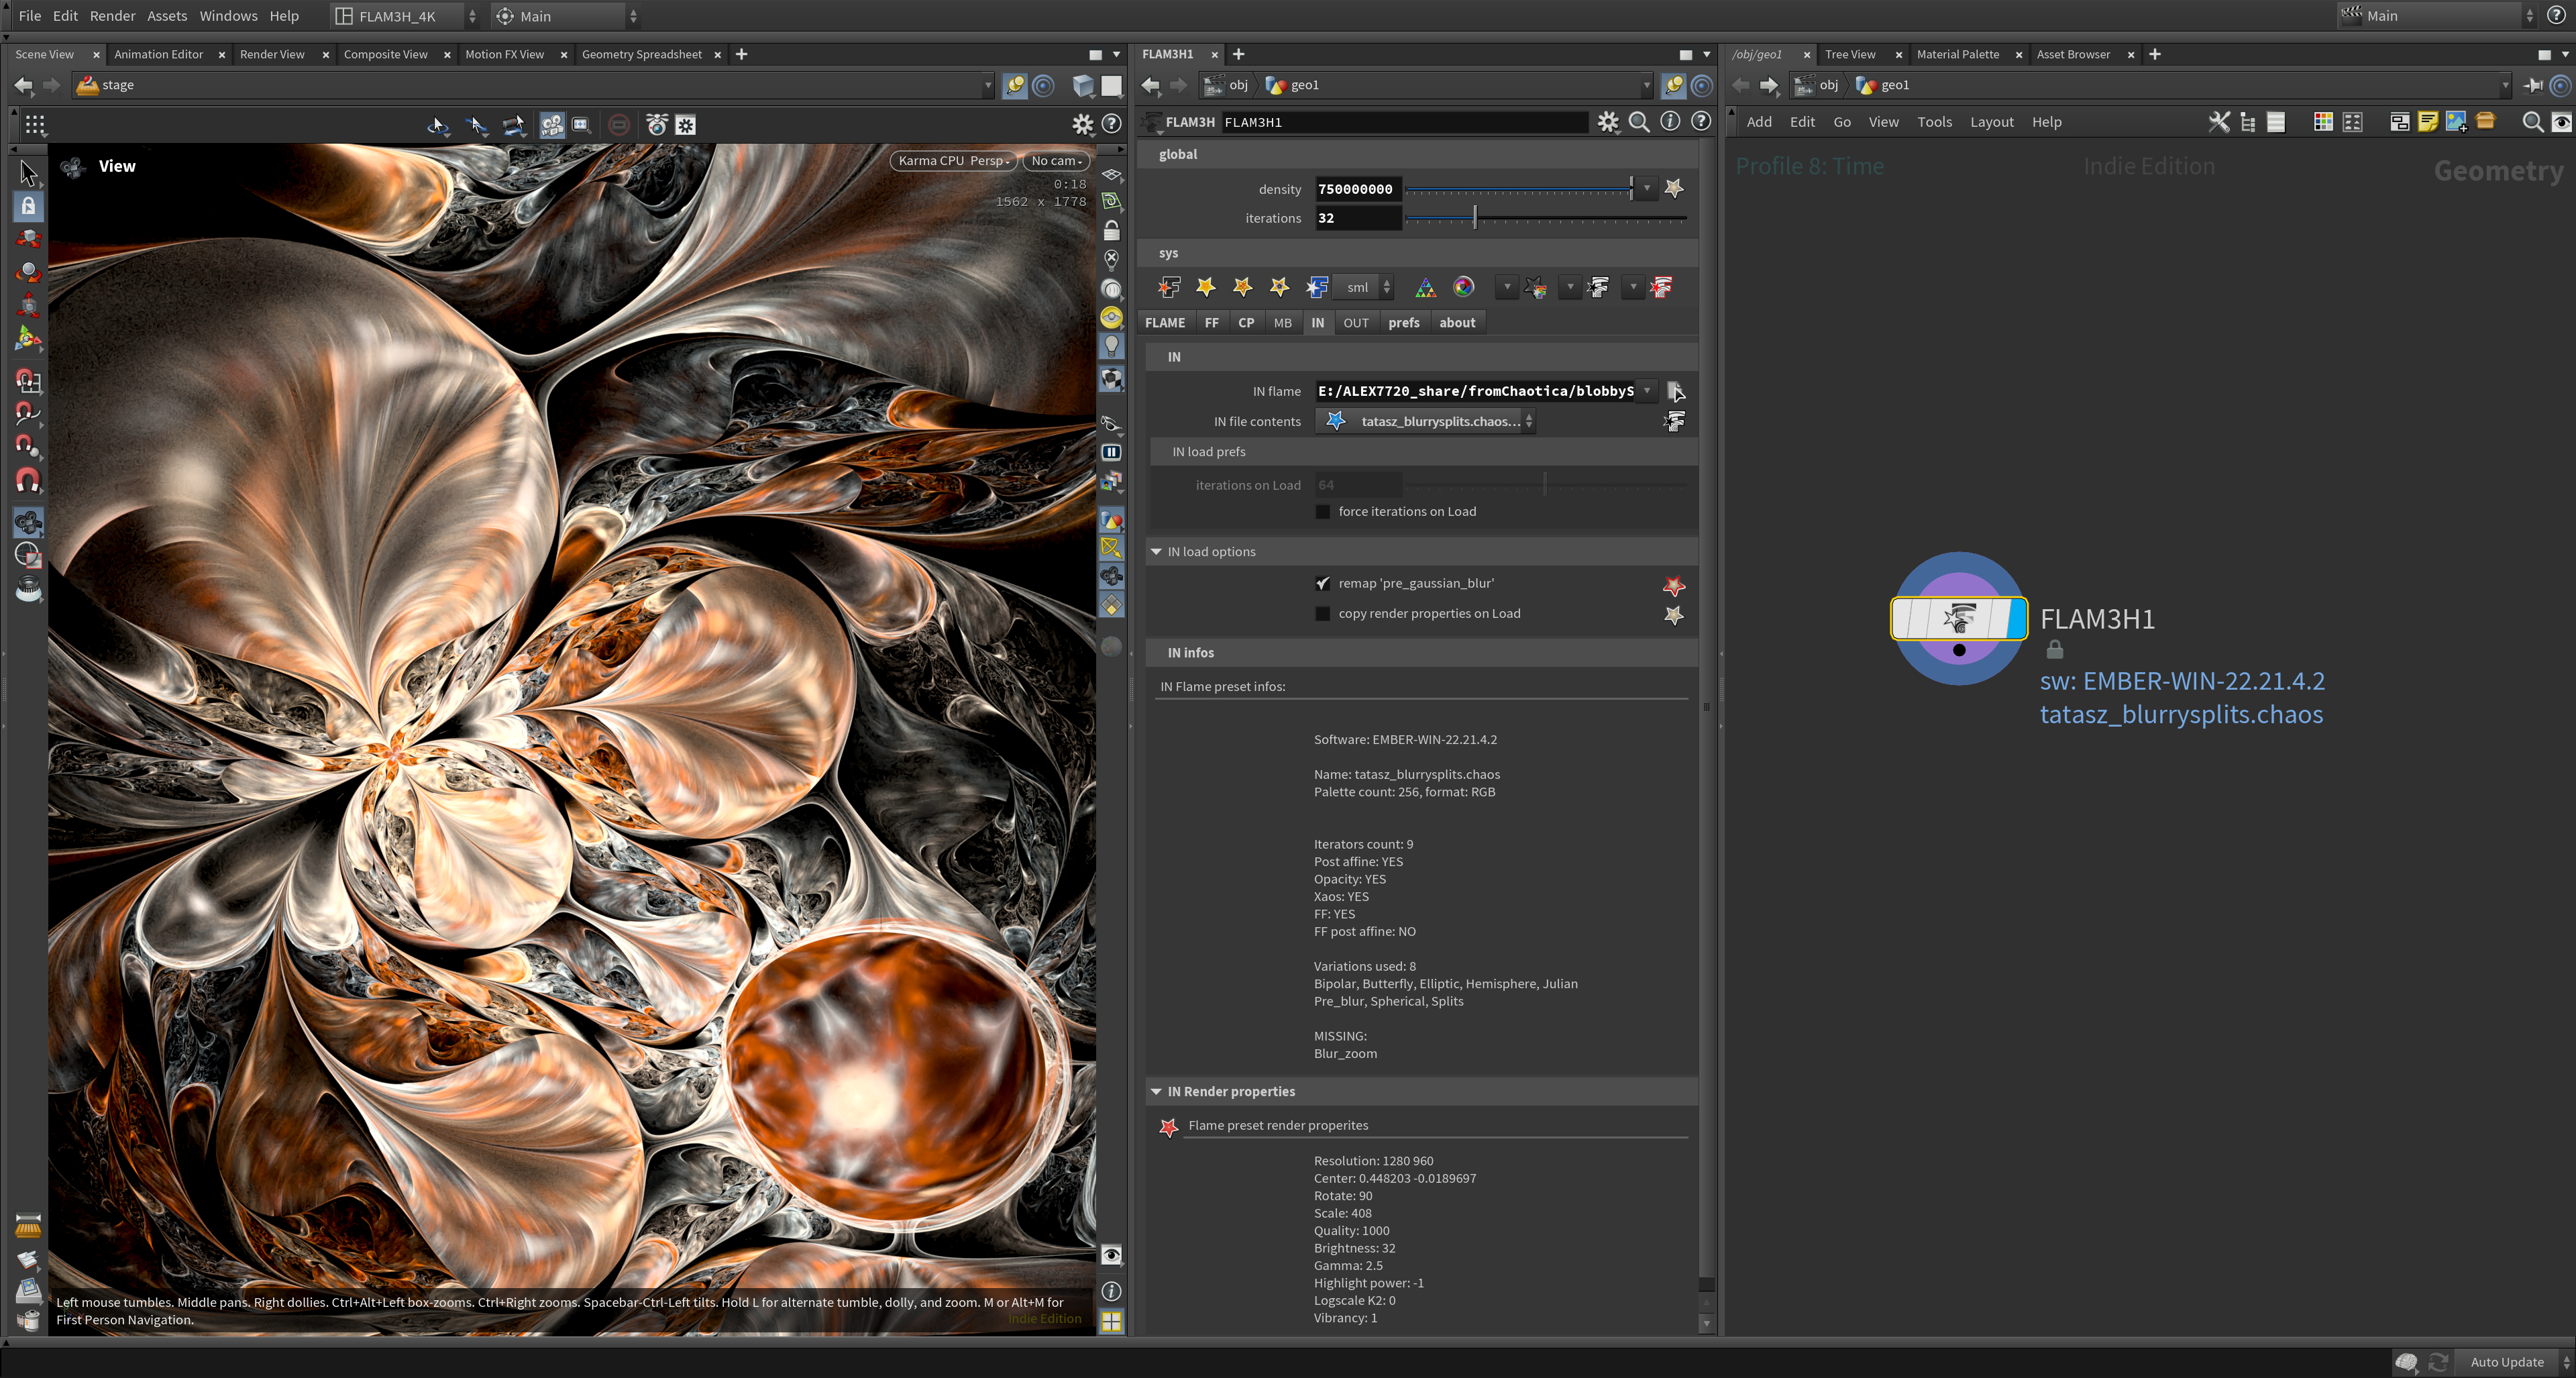 File Edit Render Assets Windows Help FLAM3H_4K Main Main
Scene View Animation Editor Render View Composite View Motion FX View Geometry Spreadsheet
stage
View
Karma CPU Persp No cam
0:18
1562 x 1778
Left mouse tumbles. Middle pans. Right dollies. Ctrl+Alt+Left box-zooms. Ctrl+Right zooms. Spacebar-Ctrl-Left tilts. Hold L for alternate tumble, dolly, and zoom. M or Alt+M for
First Person Navigation.
Indie Edition
FLAM3H1
obj geo1
FLAM3H FLAM3H1
global
density 750000000
iterations 32
sys
sml
FLAME FF CP MB IN OUT prefs about
IN
IN flame E:/ALEX7720_share/fromChaotica/blobbyS
IN file contents tatasz_blurrysplits.chaos...
IN load prefs
iterations on Load 64
force iterations on Load
IN load options
remap 'pre_gaussian_blur'
copy render properties on Load
IN infos
IN Flame preset infos:
Software: EMBER-WIN-22.21.4.2
Name: tatasz_blurrysplits.chaos
Palette count: 256, format: RGB
Iterators count: 9
Post affine: YES
Opacity: YES
Xaos: YES
FF: YES
FF post affine: NO
Variations used: 8
Bipolar, Butterfly, Elliptic, Hemisphere, Julian
Pre_blur, Spherical, Splits
MISSING:
Blur_zoom
IN Render properties
Flame preset render properites
Resolution: 1280 960
Center: 0.448203 -0.0189697
Rotate: 90
Scale: 408
Quality: 1000
Brightness: 32
Gamma: 2.5
Highlight power: -1
Logscale K2: 0
Vibrancy: 1
/obj/geo1 Tree View Material Palette Asset Browser
obj geo1
Add Edit Go View Tools Layout Help
Profile 8: Time Indie Edition Geometry
FLAM3H1
sw: EMBER-WIN-22.21.4.2
tatasz_blurrysplits.chaos
Auto Update